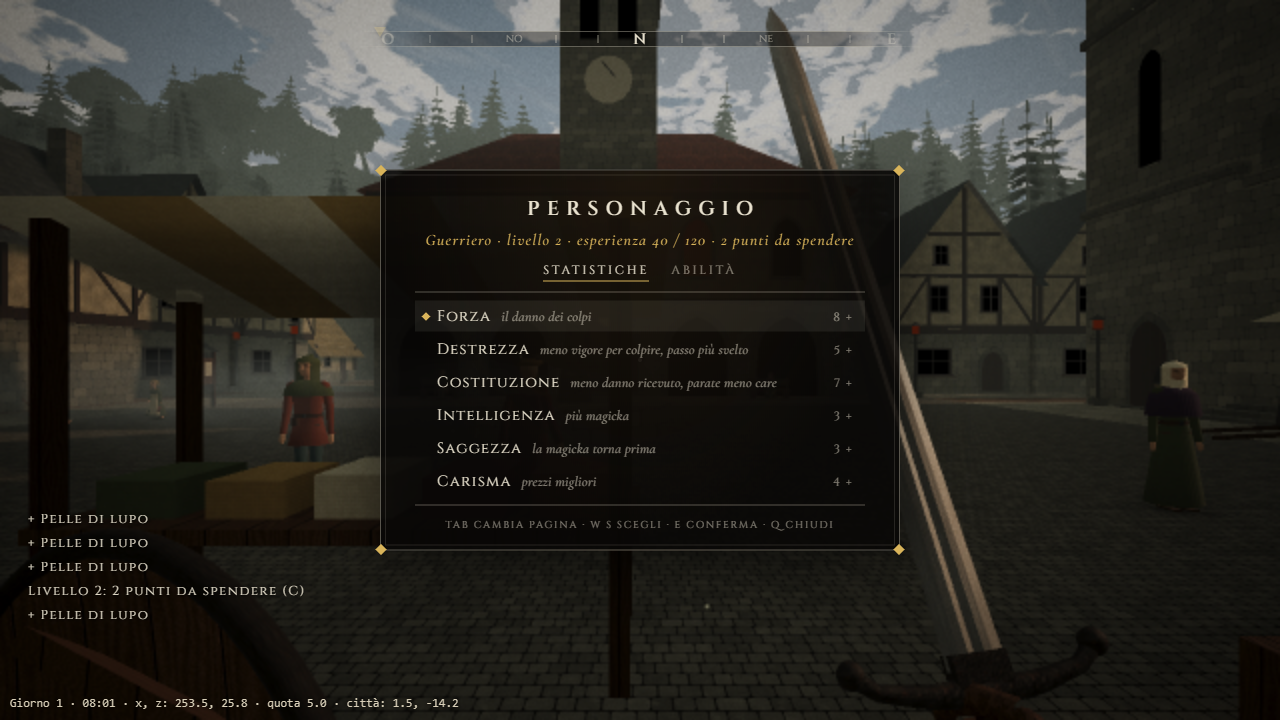 O NO N NE E
PERSONAGGIO
Guerriero · livello 2 · esperienza 40 / 120 · 2 punti da spendere
STATISTICHE ABILITÀ
FORZA il danno dei colpi 8 +
DESTREZZA meno vigore per colpire, passo più svelto 5 +
COSTITUZIONE meno danno ricevuto, parate meno care 7 +
INTELLIGENZA più magicka 3 +
SAGGEZZA la magicka torna prima 3 +
CARISMA prezzi migliori 4 +
TAB CAMBIA PAGINA · W S SCEGLI · E CONFERMA · Q CHIUDI
+ PELLE DI LUPO
+ PELLE DI LUPO
+ PELLE DI LUPO
LIVELLO 2: 2 PUNTI DA SPENDERE (C)
+ PELLE DI LUPO
Giorno 1 · 08:01 · x, z: 253.5, 25.8 · quota 5.0 · città: 1.5, -14.2